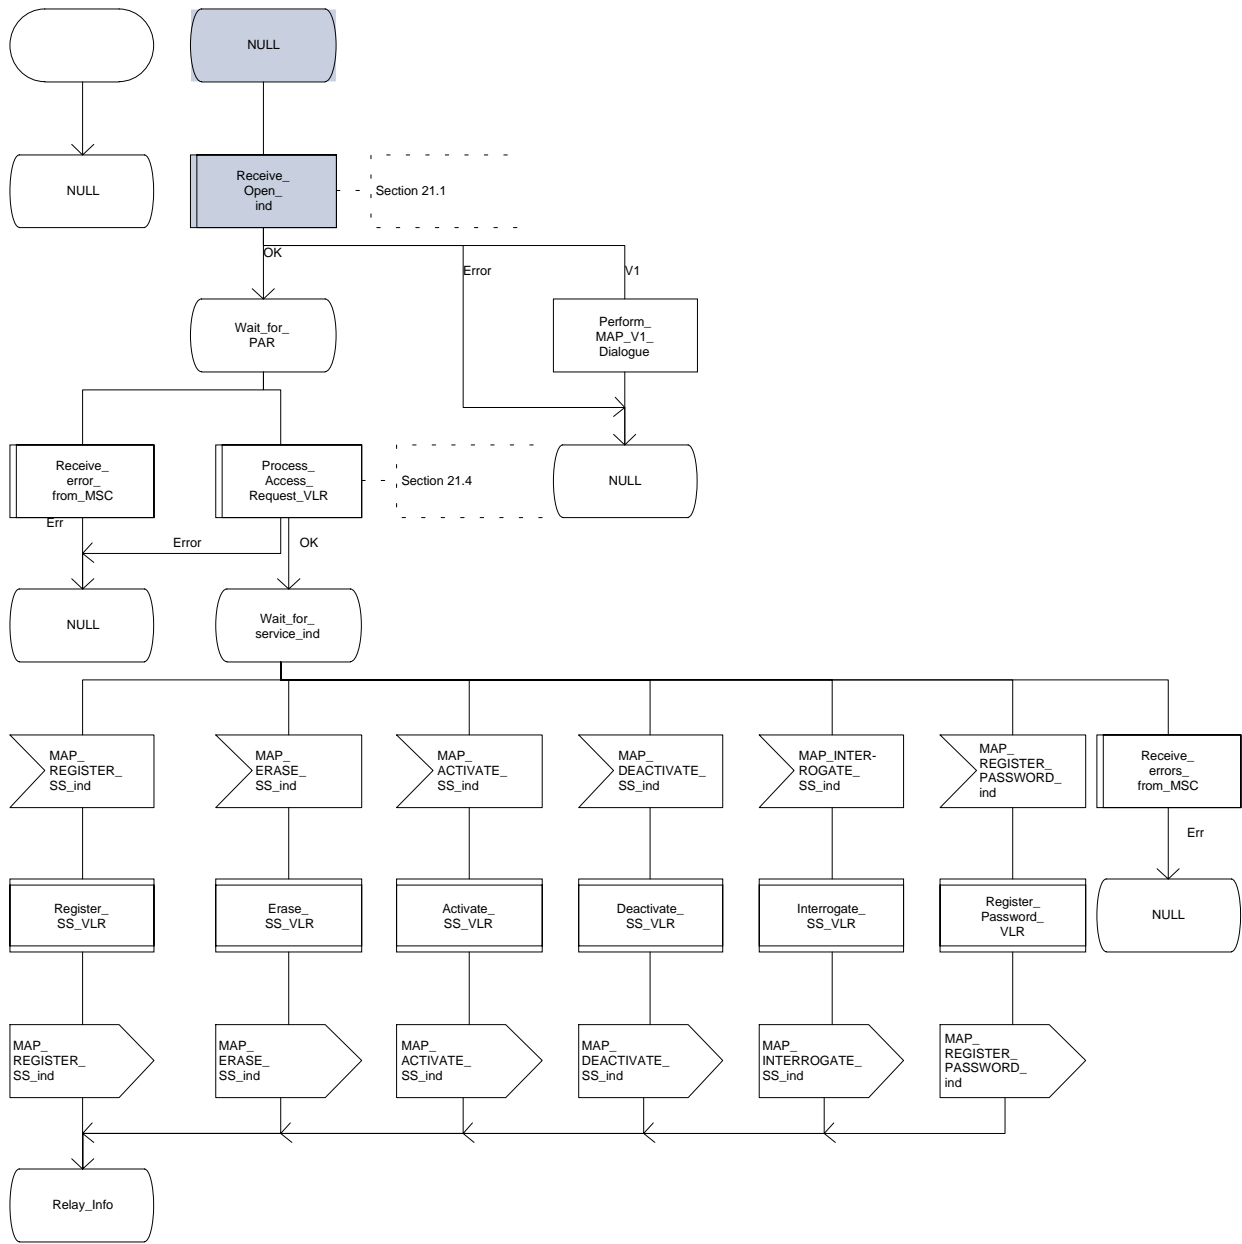 NULL
NULL
Receive_
Open_
ind
Section 21.1
OK
Error
V1
Wait_for_
PAR
Perform_
MAP_V1_
Dialogue
Receive_
error_
from_MSC
Process_
Access_
Request_VLR
Section 21.4
NULL
Err
Error
OK
NULL
Wait_for_
service_ind
MAP_
REGISTER_
SS_ind
MAP_
ERASE_
SS_ind
MAP_
ACTIVATE_
SS_ind
MAP_
DEACTIVATE_
SS_ind
MAP_INTER-
ROGATE_
SS_ind
MAP_
REGISTER_
PASSWORD_
ind
Receive_
errors_
from_MSC
Err
Register_
SS_VLR
Erase_
SS_VLR
Activate_
SS_VLR
Deactivate_
SS_VLR
Interrogate_
SS_VLR
Register_
Password_
VLR
NULL
MAP_
REGISTER_
SS_ind
MAP_
ERASE_
SS_ind
MAP_
ACTIVATE_
SS_ind
MAP_
DEACTIVATE_
SS_ind
MAP_
INTERROGATE_
SS_ind
MAP_
REGISTER_
PASSWORD_
ind
Relay_Info